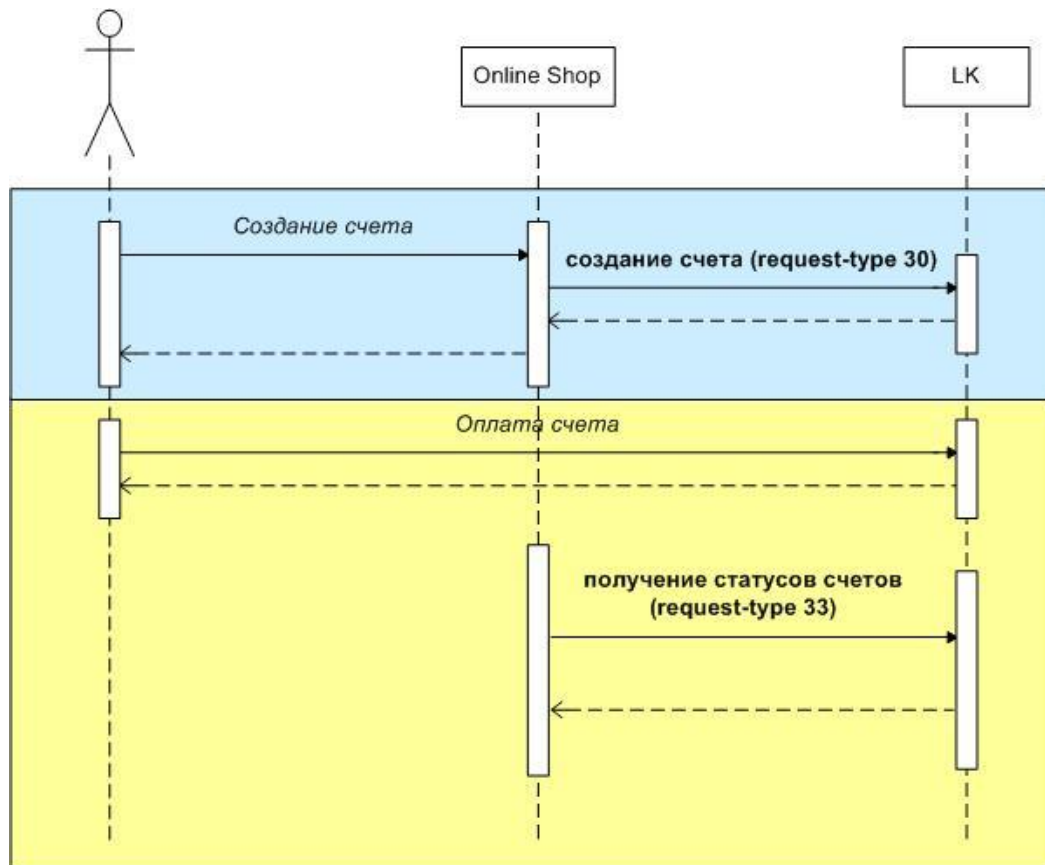 Online Shop
LK
Создание счета
создание счета (request-type 30)
Оплата счета
получение статусов счетов
(request-type 33)